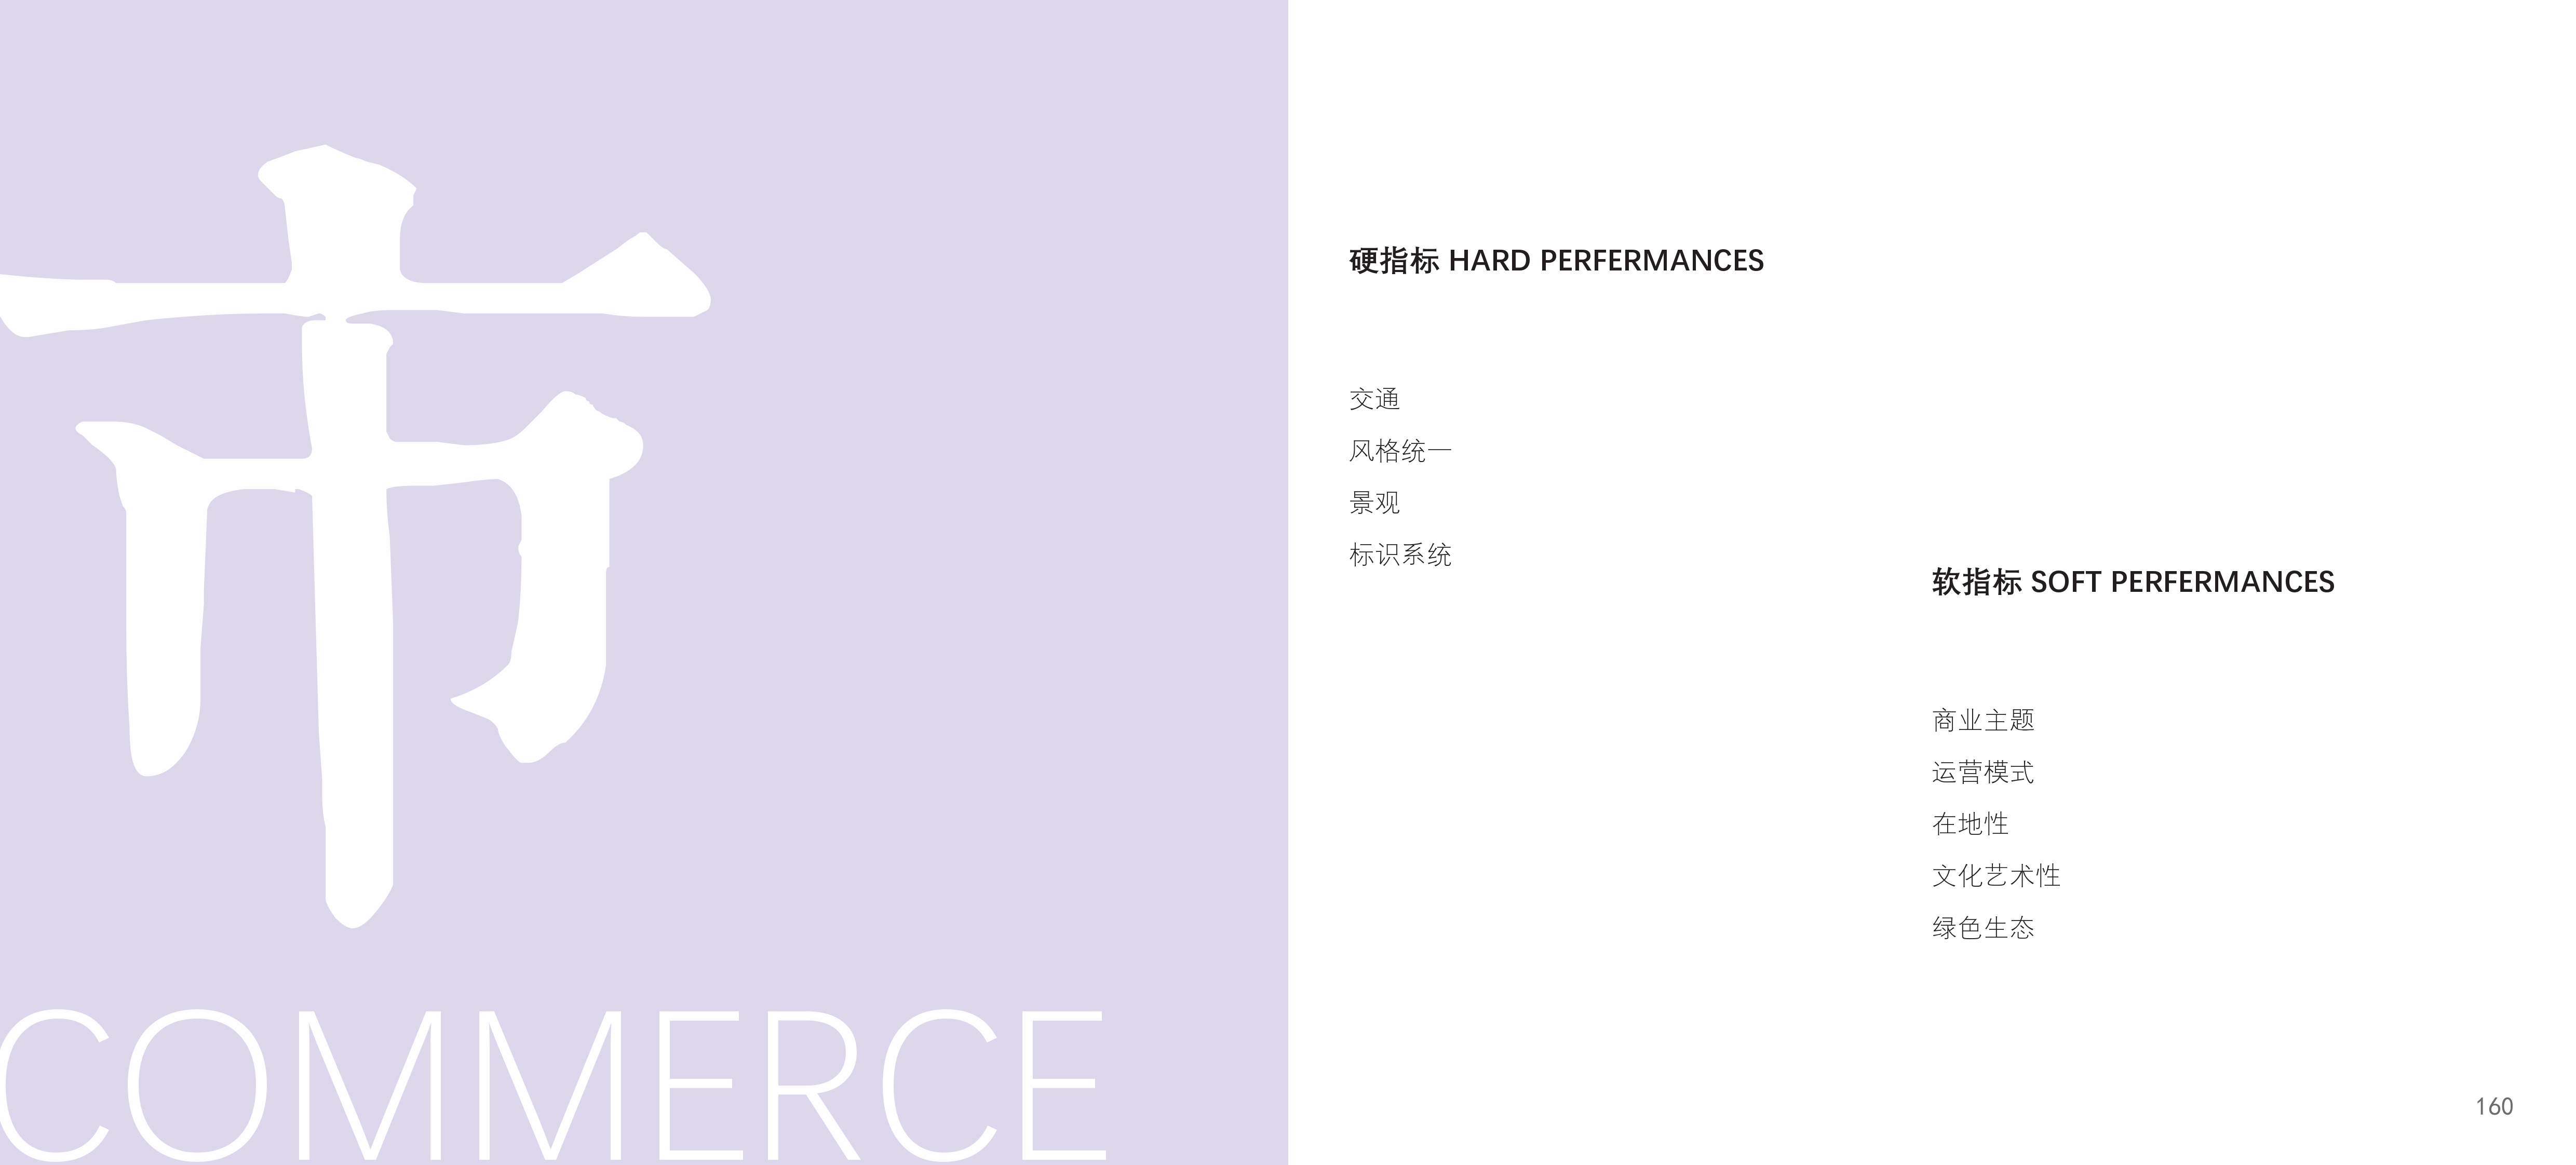 市
COMMERCE
硬指标 HARD PERFERMANCES
交通
风格统一
景观
标识系统
软指标 SOFT PERFERMANCES
商业主题
运营模式
在地性
文化艺术性
绿色生态
160